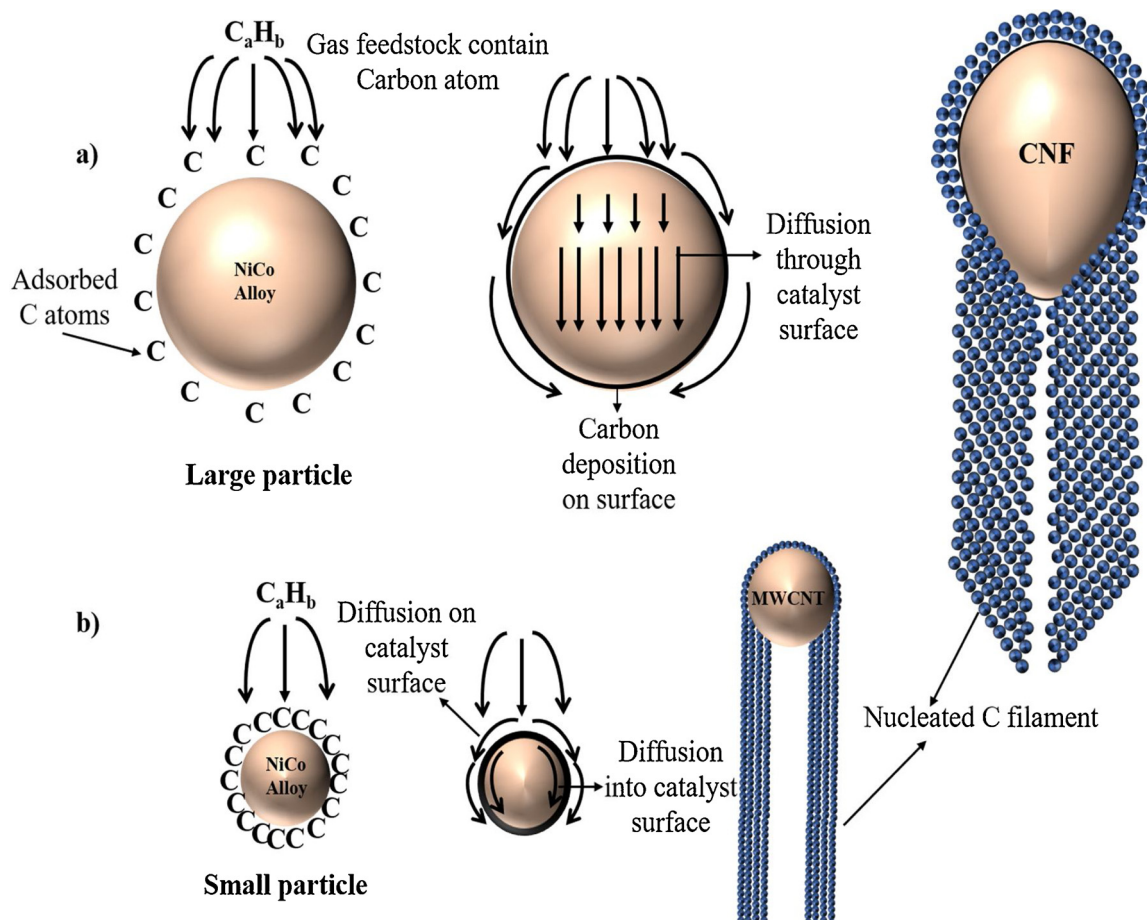 CaHb
Gas feedstock contain
Carbon atom
a)
C C C
C C
C C
C C
C C
C C
C C C
NiCo
Alloy
Adsorbed
C atoms
Large particle
Diffusion
through
catalyst
surface
Carbon
deposition
on surface
CNF
b)
CaHb
CCCCCCCCCCCCCCCCCCCC
NiCo
Alloy
Small particle
Diffusion on
catalyst
surface
Diffusion
into catalyst
surface
MWCNT
Nucleated C filament